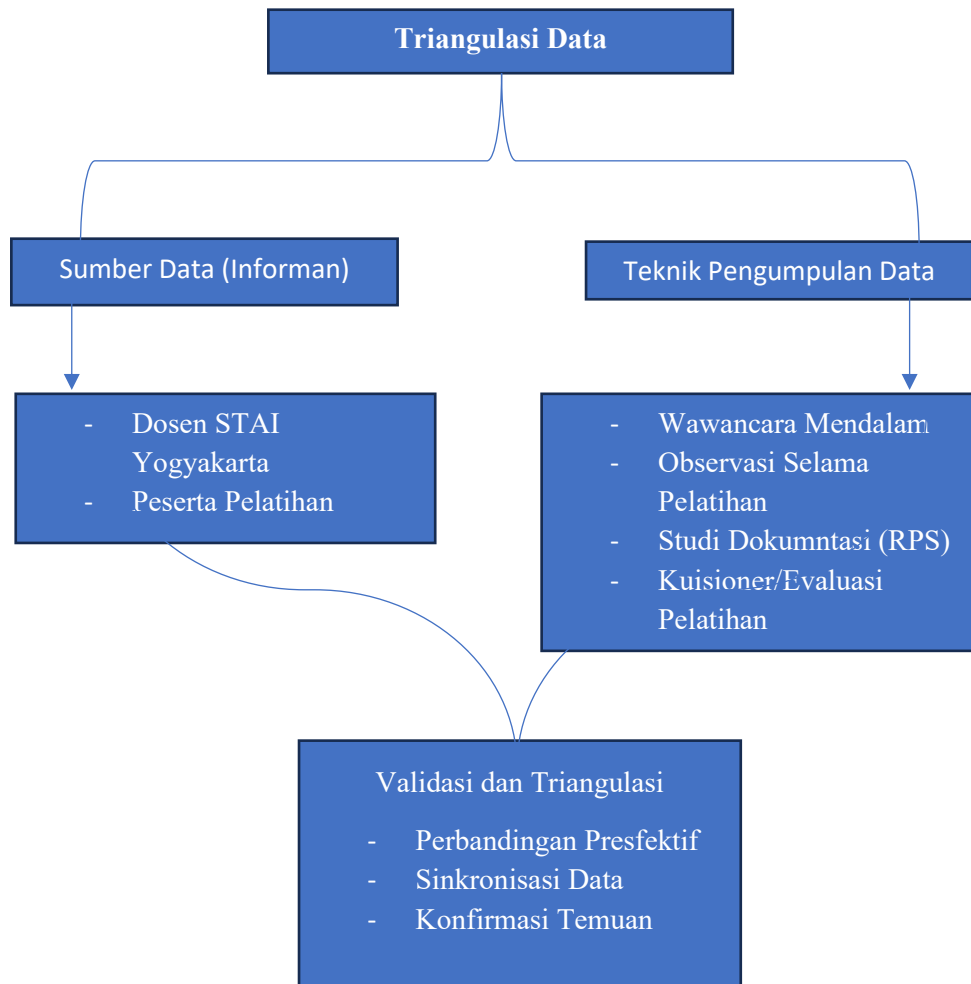 Triangulasi Data
Sumber Data (Informan)
Teknik Pengumpulan Data
- Dosen STAI
Yogyakarta
- Peserta Pelatihan
- Wawancara Mendalam
- Observasi Selama
Pelatihan
- Studi Dokumntasi (RPS)
- Kuisioner/Evaluasi
Pelatihan
Validasi dan Triangulasi
- Perbandingan Presfektif
- Sinkronisasi Data
- Konfirmasi Temuan